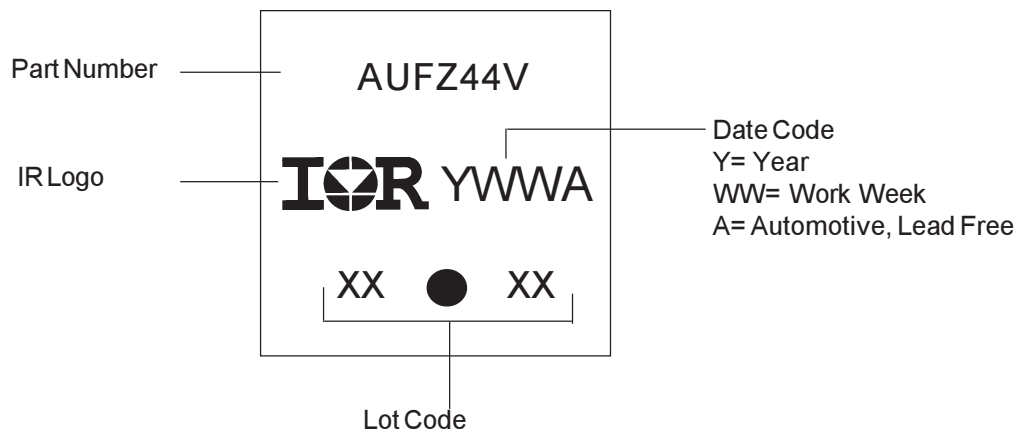 Part Number
AUFZ44V
IR Logo
IOR YWWA
Date Code
Y= Year
WW= Work Week
A= Automotive, Lead Free
XX XX
Lot Code